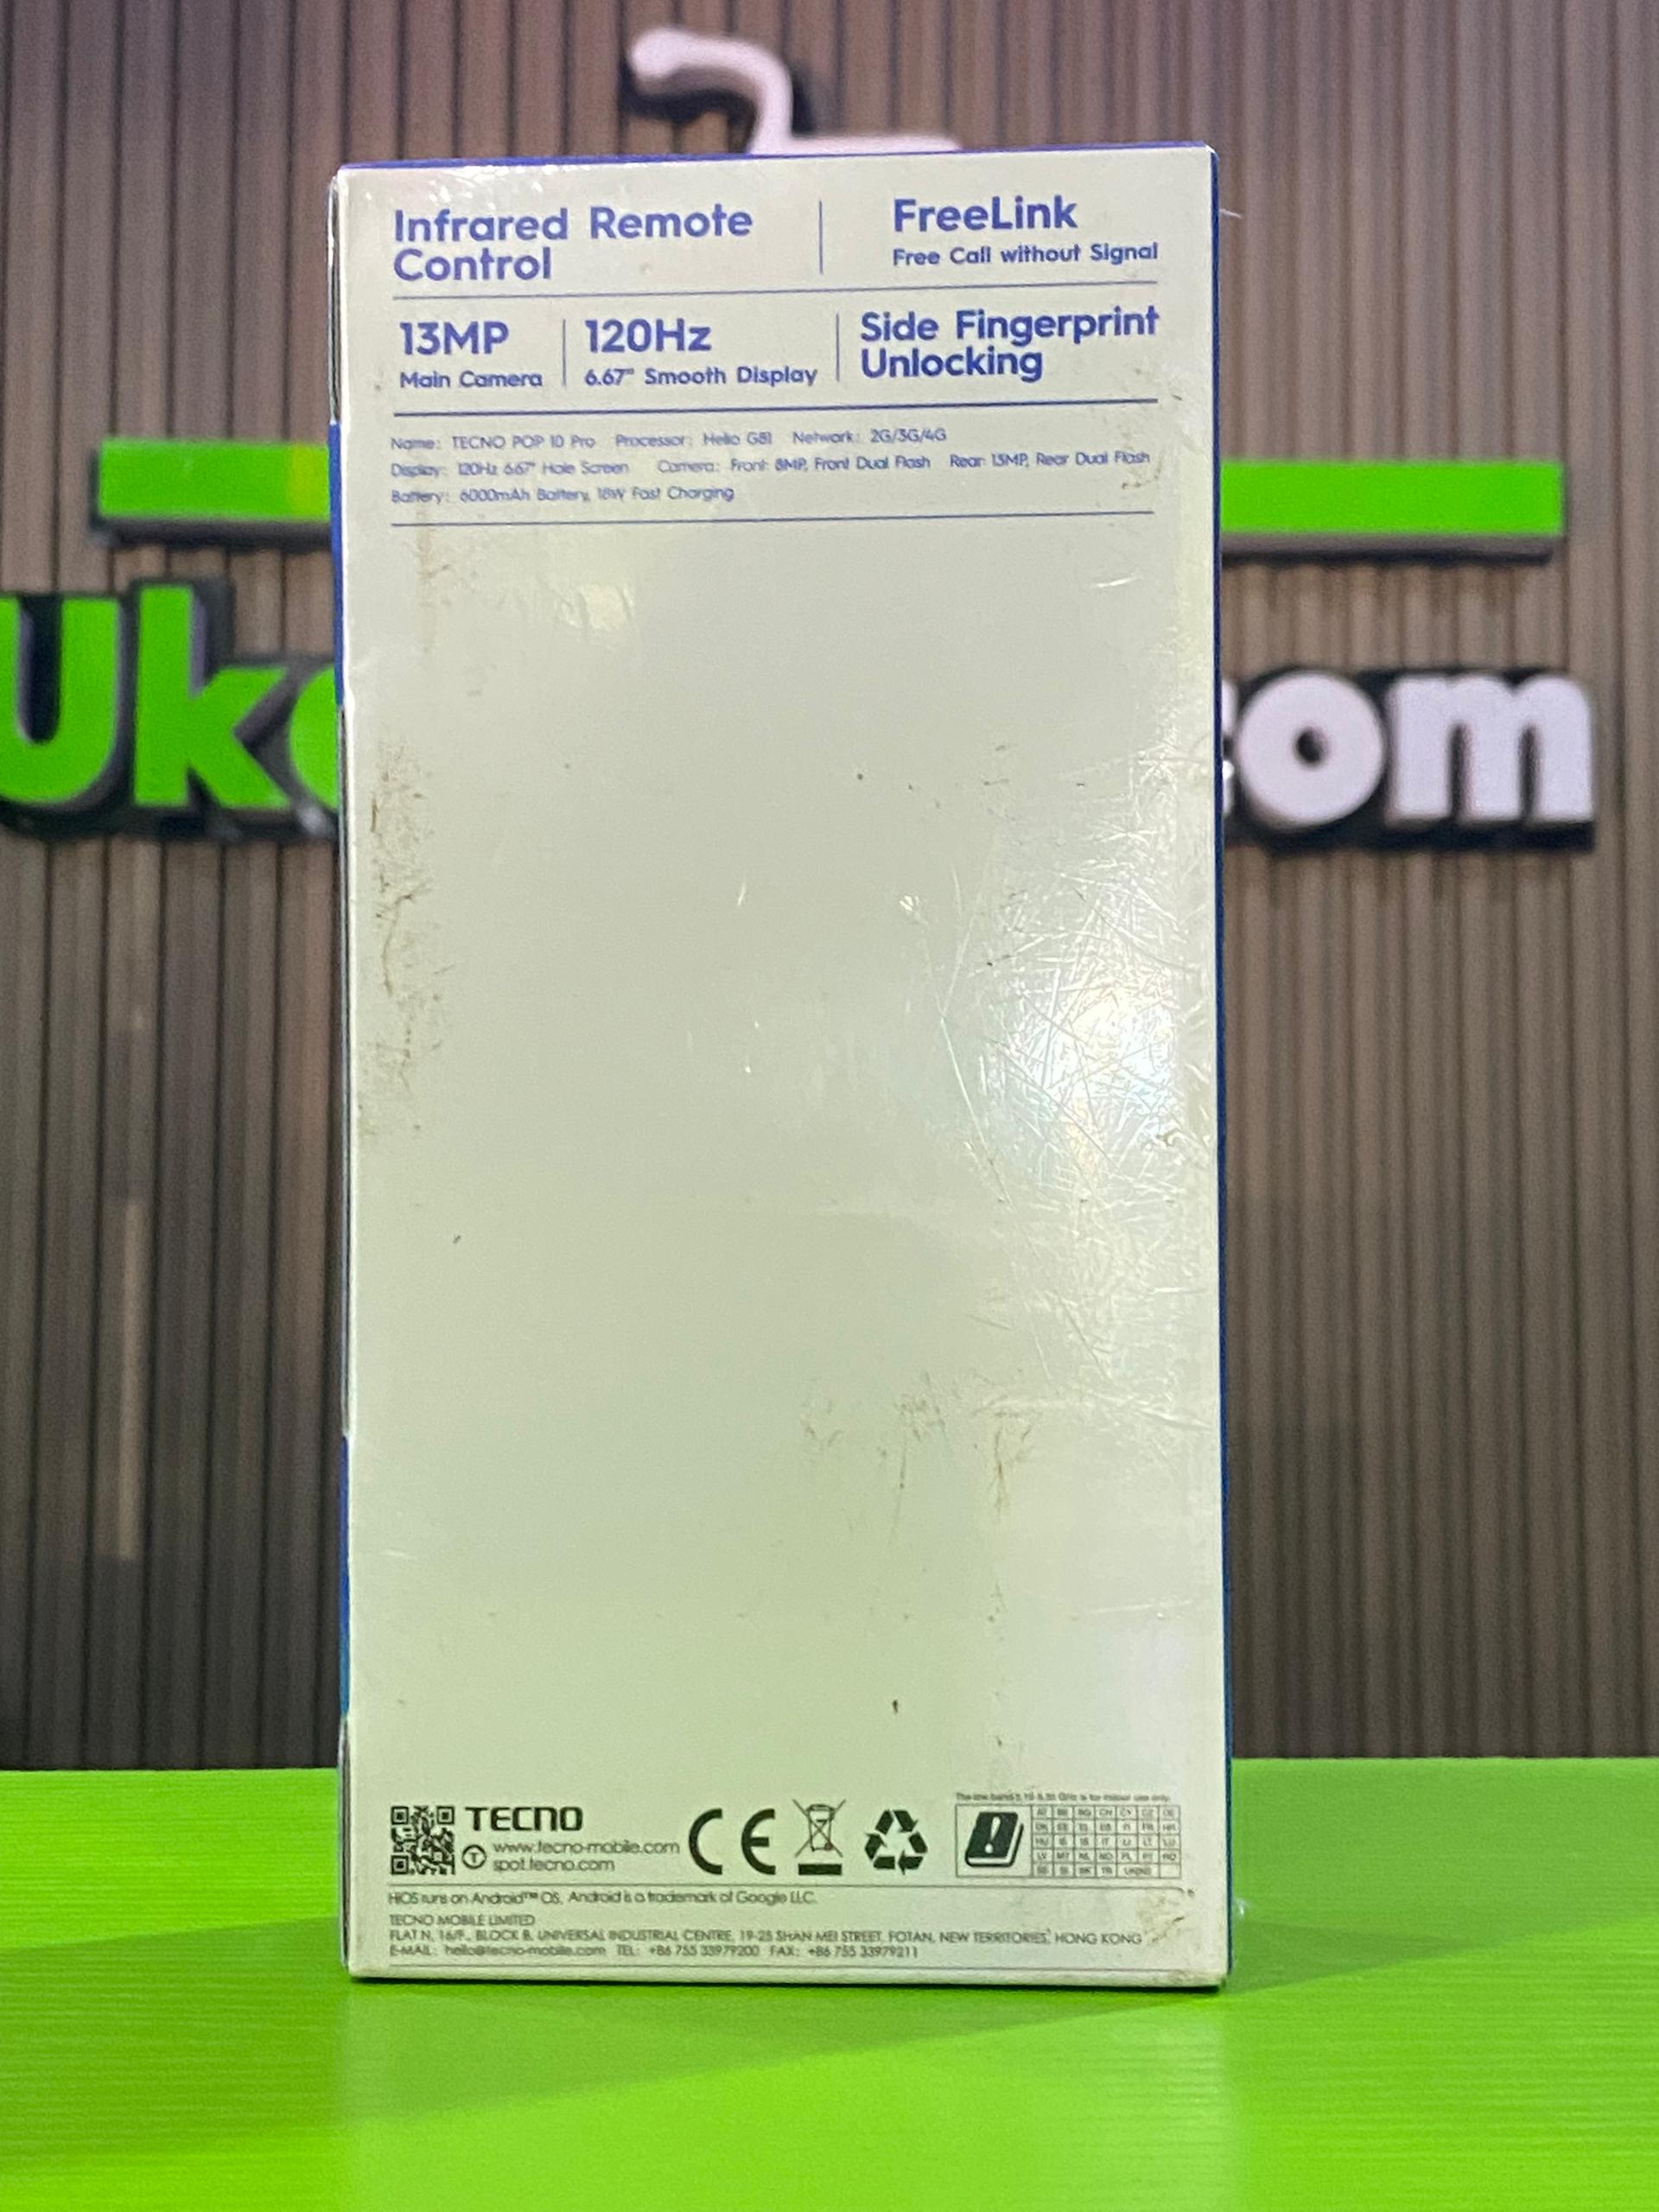 Infrared Remote
Control
FreeLink
Free Call without Signal
13MP
Main Camera
120Hz
6.67" Smooth Display
Side Fingerprint
Unlocking
Name: TECNO POP 10 Pro Processor: Helio G81 Network: 2G/3G/4G
Display: 120Hz 6.67" Hole Screen Camera: Front: 8MP, Front Dual Flash Rear: 13MP, Rear Dual Flash
Battery: 6000mAh Battery, 18W Fast Charging
Uk
com
TECNO
www.tecno-mobile.com
spot.tecno.com
CE
HiOS runs on Android™ OS. Android is a trademark of Google LLC.
TECNO MOBILE LIMITED
FLAT N, 16/F., BLOCK B, UNIVERSAL INDUSTRIAL CENTRE, 19-25 SHAN MEI STREET, FOTAN, NEW TERRITORIES, HONG KONG
E-MAIL: hello@tecno-mobile.com TEL: +86 755 33979200 FAX: +86 755 33979211